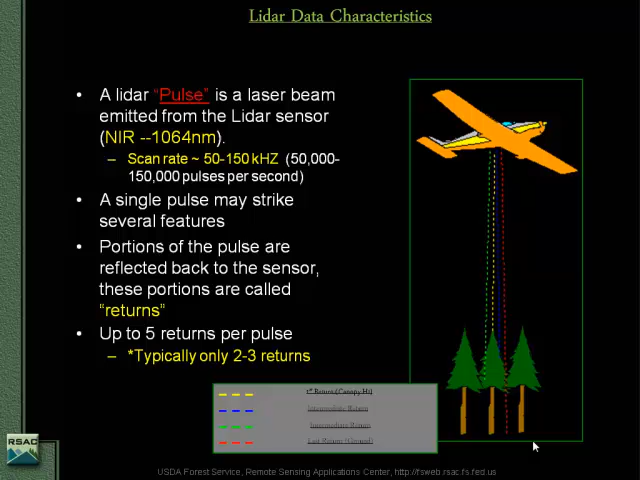 Lidar Data Characteristics
• A lidar “Pulse” is a laser beam
emitted from the Lidar sensor
(NIR --1064nm).
– Scan rate ~ 50-150 kHZ (50,000-
150,000 pulses per second)
• A single pulse may strike
several features
• Portions of the pulse are
reflected back to the sensor,
these portions are called
“returns”
• Up to 5 returns per pulse
– *Typically only 2-3 returns
1st Return (Canopy Ht)
Intermediate Return
Intermediate Return
Last Return (Ground)
RSAC
USDA Forest Service, Remote Sensing Applications Center, http://fsweb.rsac.fs.fed.us